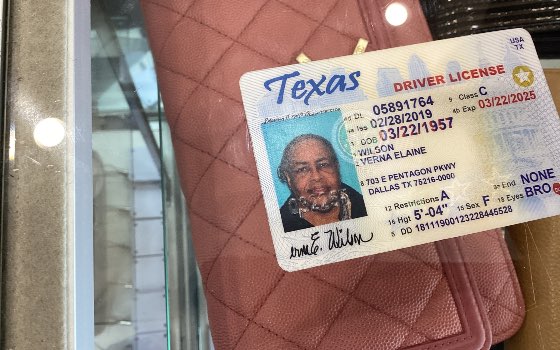 Texas
USA
TX
DRIVER LICENSE
4d DL 05891764 9 Class C
4a Iss 02/28/2019 4b Exp 03/22/2025
3 DOB 03/22/1957
1 WILSON
2 VERNA ELAINE
8 703 E PENTAGON PKWY
DALLAS TX 75216-0000
12 Restrictions A 9a End NONE
16 Hgt 5'-04" 15 Sex F 18 Eyes BRO
5 DD 18111900123228445528